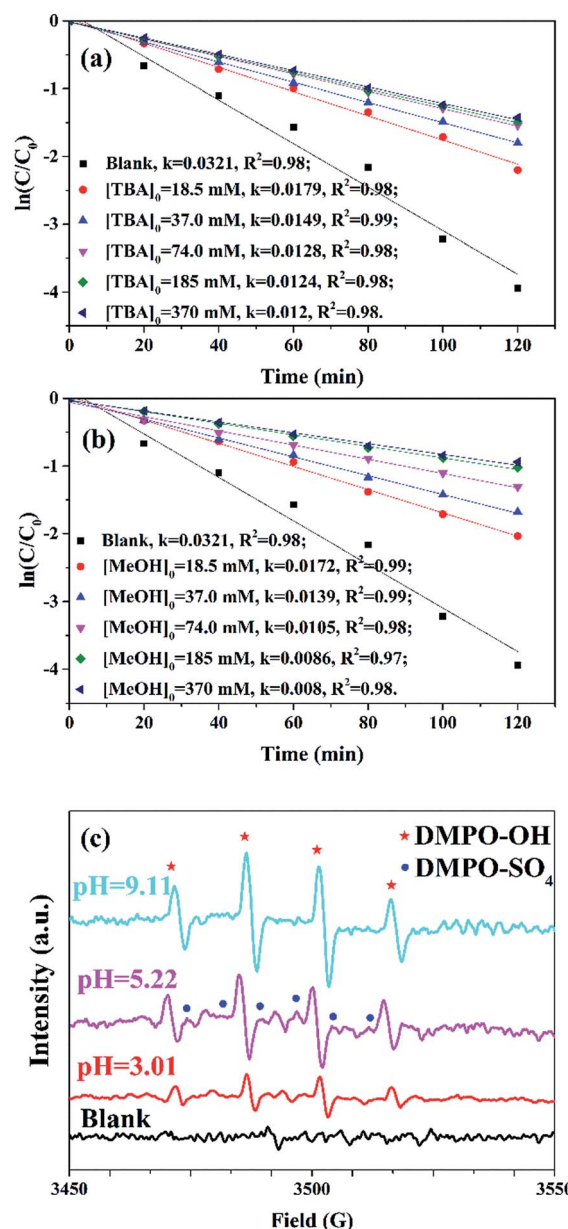 (a)
ln(C/C₀)
0
-1
-2
-3
-4
Blank, k=0.0321, R²=0.98;
[TBA]₀=18.5 mM, k=0.0179, R²=0.98;
[TBA]₀=37.0 mM, k=0.0149, R²=0.99;
[TBA]₀=74.0 mM, k=0.0128, R²=0.98;
[TBA]₀=185 mM, k=0.0124, R²=0.98;
[TBA]₀=370 mM, k=0.012, R²=0.98.
0 20 40 60 80 100 120
Time (min)
(b)
ln(C/C₀)
0
-1
-2
-3
-4
Blank, k=0.0321, R²=0.98;
[MeOH]₀=18.5 mM, k=0.0172, R²=0.99;
[MeOH]₀=37.0 mM, k=0.0139, R²=0.99;
[MeOH]₀=74.0 mM, k=0.0105, R²=0.98;
[MeOH]₀=185 mM, k=0.0086, R²=0.97;
[MeOH]₀=370 mM, k=0.008, R²=0.98.
0 20 40 60 80 100 120
Time (min)
(c)
DMPO-OH
DMPO-SO₄
Intensity (a.u.)
pH=9.11
pH=5.22
pH=3.01
Blank
3450 3500 3550
Field (G)